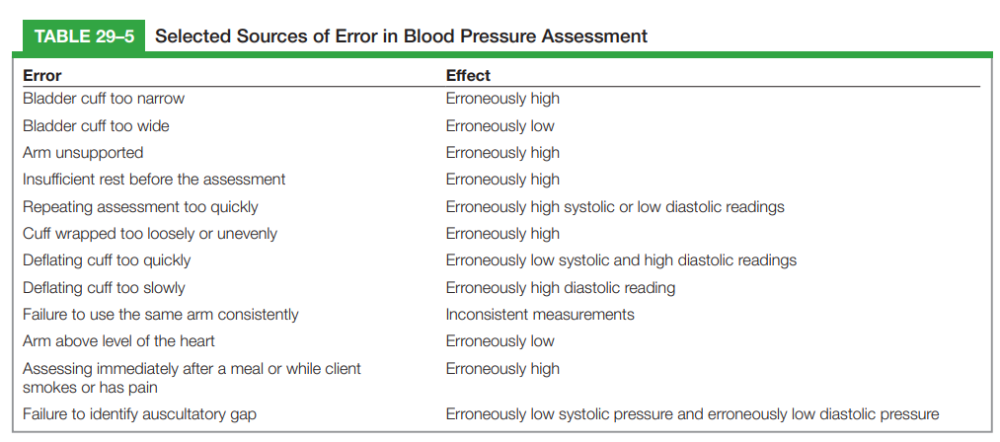 TABLE 29–5 Selected Sources of Error in Blood Pressure Assessment
Error Effect
Bladder cuff too narrow Erroneously high
Bladder cuff too wide Erroneously low
Arm unsupported Erroneously high
Insufficient rest before the assessment Erroneously high
Repeating assessment too quickly Erroneously high systolic or low diastolic readings
Cuff wrapped too loosely or unevenly Erroneously high
Deflating cuff too quickly Erroneously low systolic and high diastolic readings
Deflating cuff too slowly Erroneously high diastolic reading
Failure to use the same arm consistently Inconsistent measurements
Arm above level of the heart Erroneously low
Assessing immediately after a meal or while client Erroneously high
smokes or has pain
Failure to identify auscultatory gap Erroneously low systolic pressure and erroneously low diastolic pressure